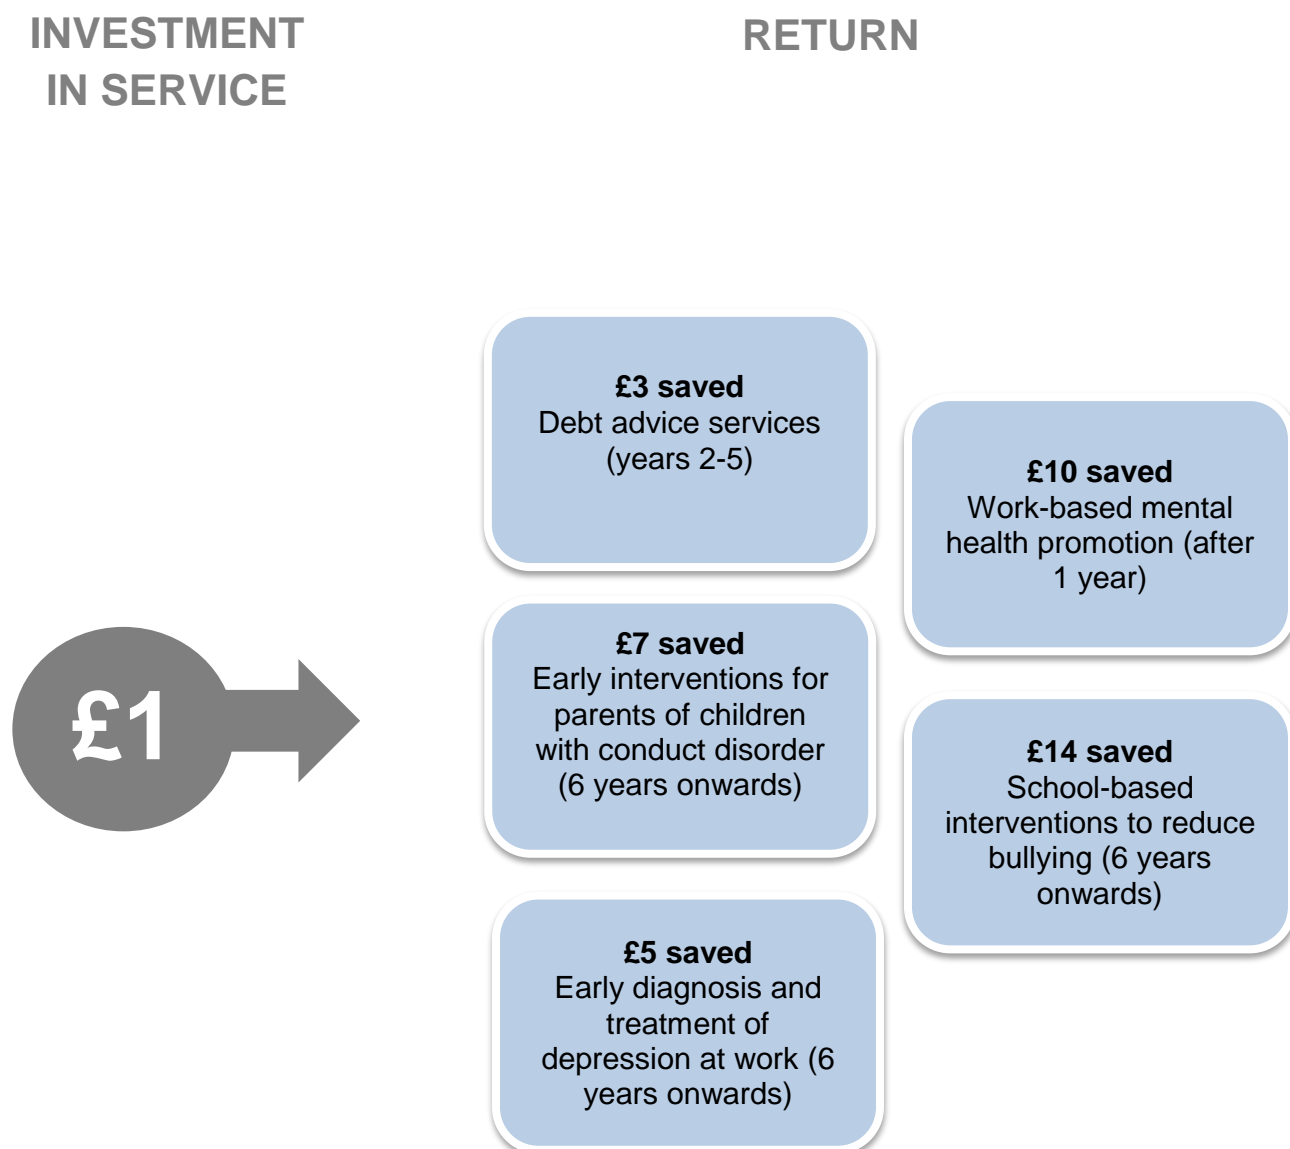 INVESTMENT
IN SERVICE
RETURN
£1
£3 saved
Debt advice services
(years 2-5)
£7 saved
Early interventions for
parents of children
with conduct disorder
(6 years onwards)
£5 saved
Early diagnosis and
treatment of
depression at work (6
years onwards)
£10 saved
Work-based mental
health promotion (after
1 year)
£14 saved
School-based
interventions to reduce
bullying (6 years
onwards)